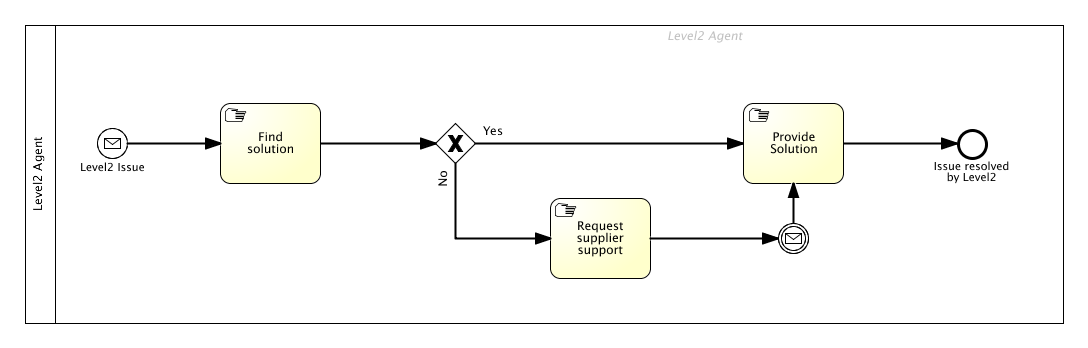 Level2 Agent
Level2 Agent
Level2 Issue
Find
solution
Yes
No
Request
supplier
support
Provide
Solution
Issue resolved
by Level2